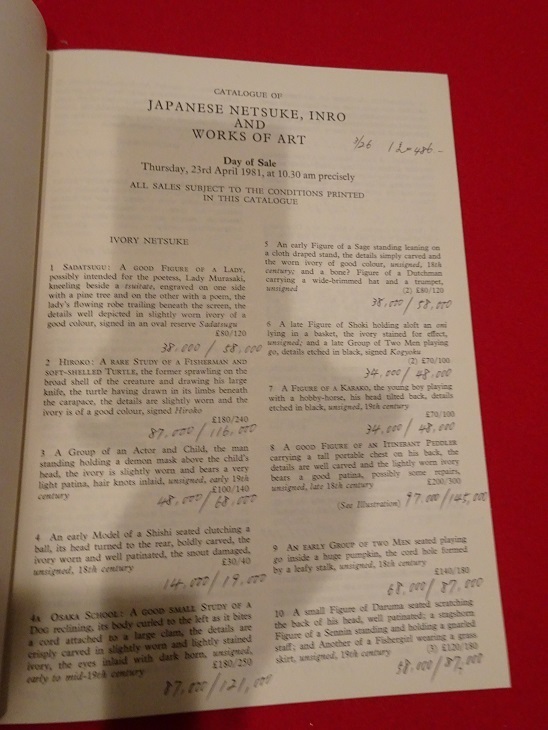 CATALOGUE OF
JAPANESE NETSUKE, INRO
AND
WORKS OF ART
Day of Sale
Thursday, 23rd April 1981, at 10.30 am precisely
ALL SALES SUBJECT TO THE CONDITIONS PRINTED
IN THIS CATALOGUE
IVORY NETSUKE
1 SADATSUGU: A GOOD FIGURE OF A LADY,
possibly intended for the poetess, Lady Murasaki,
kneeling beside a tsuitate, engraved on one side
with a pine tree and on the other with a poem, the
lady's flowing robe trailing beneath the screen, the
details well depicted in slightly worn ivory of a
good colour, signed in an oval reserve Sadatsugu
£80/120
38,000 / 58,000
2 HIROKO: A RARE STUDY OF A FISHERMAN AND
SOFT-SHELLED TURTLE, the former sprawling on the
broad shell of the creature and drawing his large
knife, the turtle having drawn in its limbs beneath
the carapace, the details are slightly worn and the
ivory is of a good colour, signed Hiroko
£180/240
87,000 / 116,000
3 A Group of an Actor and Child, the man
standing holding a demon mask above the child's
head, the ivory is slightly worn and bears a very
light patina, hair knots inlaid, unsigned, early 19th
century £100/140
48,000 / 68,000
4 An early Model of a Shishi seated clutching a
ball, its head turned to the rear, boldly carved, the
ivory worn and well patinated, the snout damaged,
unsigned, 18th century £30/40
14,000 / 19,000
4A OSAKA SCHOOL: A GOOD SMALL STUDY OF A
DOG reclining, its body curled to the left as it bites
a cord attached to a large clam, the details are
crisply carved in slightly worn and lightly stained
ivory, the eyes inlaid with dark horn, unsigned,
early to mid-19th century £180/250
87,000 / 121,000
5 An early Figure of a Sage standing leaning on
a cloth draped stand, the details simply carved and
the worn ivory of good colour, unsigned, 18th
century; and a bone? Figure of a Dutchman
carrying a wide-brimmed hat and a trumpet,
unsigned (2) £80/120
38,000 / 58,000
6 A late Figure of Shoki holding aloft an oni
lying in a basket, the ivory stained for effect,
unsigned; and a late Group of Two Men playing
go, details etched in black, signed Kogyoku
(2) £70/100
34,000 / 48,000
7 A FIGURE OF A KARAKO, the young boy playing
with a hobby-horse, his head tilted back, details
etched in black, unsigned, 19th century
£70/100
34,000 / 48,000
8 A GOOD FIGURE OF AN ITINERANT PEDDLER
carrying a tall portable chest on his back, the
details are well carved and the lightly worn ivory
bears a good patina, possibly some repairs,
unsigned, late 18th century £200/300
(See Illustration) 97,000 / 145,000
9 AN EARLY GROUP OF TWO MEN seated playing
go inside a huge pumpkin, the cord hole formed
by a leafy stalk, unsigned, 18th century
£140/180
68,000 / 87,000
10 A small Figure of Daruma seated scratching
the back of his head, well patinated; a staghorn
Figure of a Sennin standing and holding a gnarled
staff; and Another of a Fishergirl wearing a grass
skirt, unsigned, 19th century (3) £120/180
58,000 / 87,000